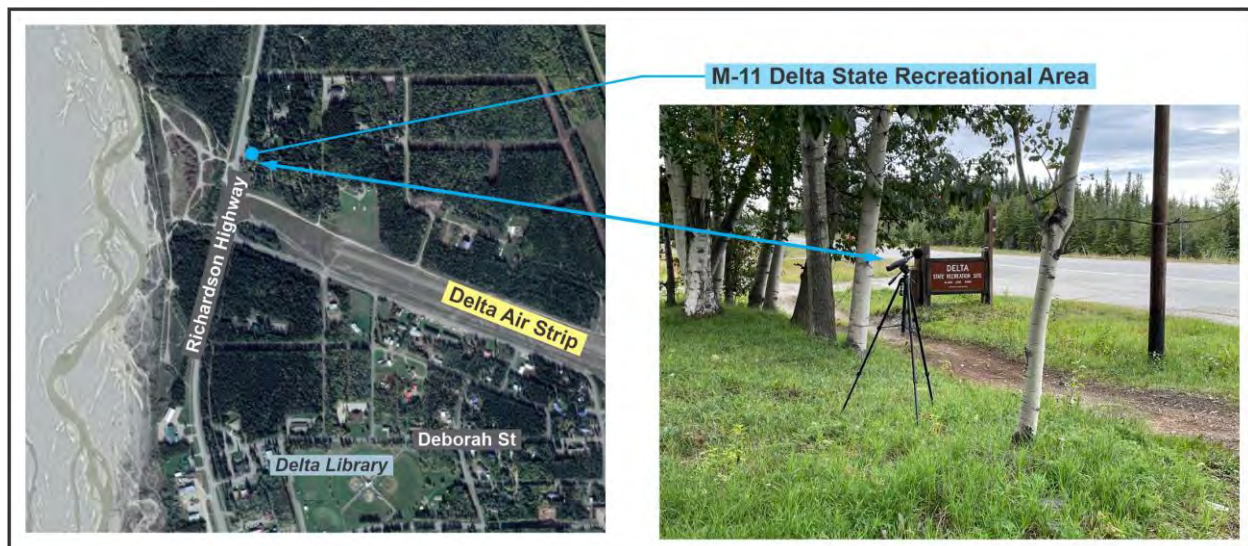 M-11 Delta State Recreational Area
Richardson Highway
Delta Air Strip
Deborah St
Delta Library
DELTA
STATE RECREATION SITE